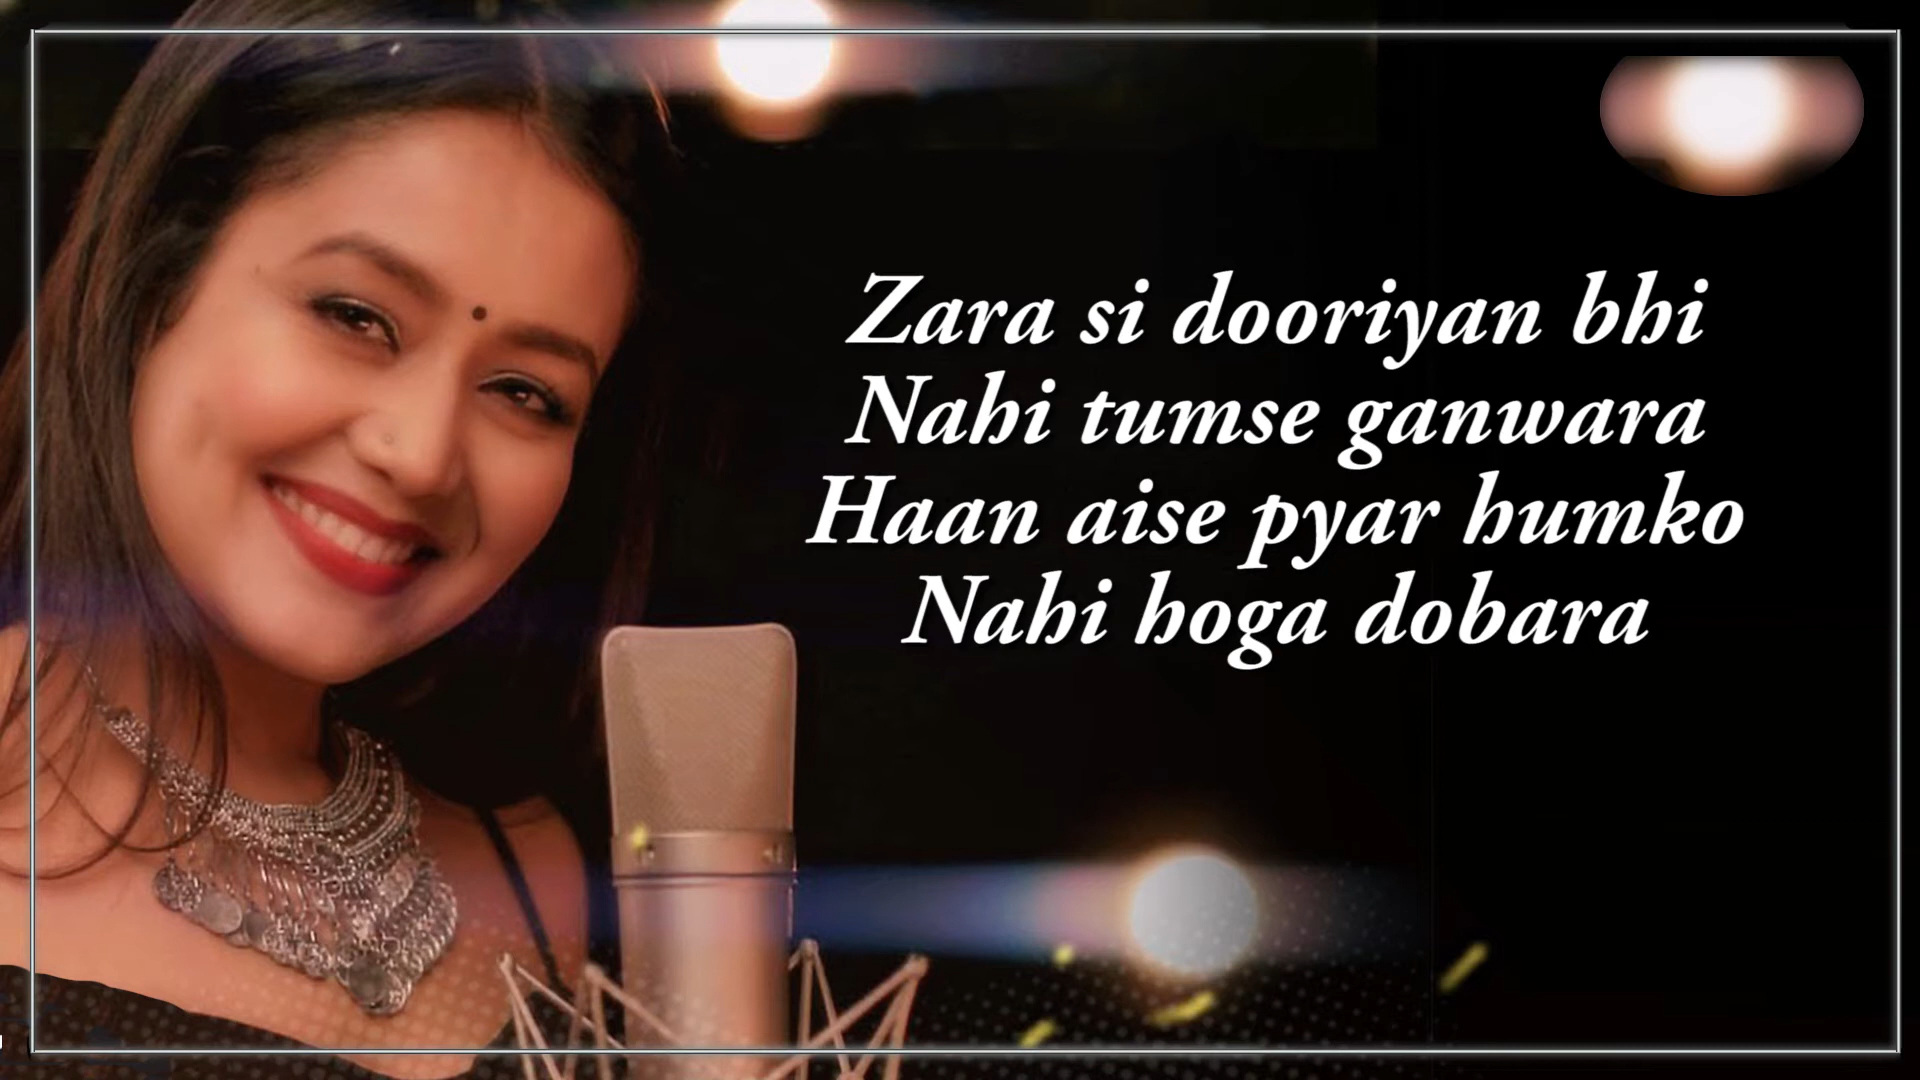 Zara si dooriyan bhi
Nahi tumse ganwara
Haan aise pyar humko
Nahi hoga dobara